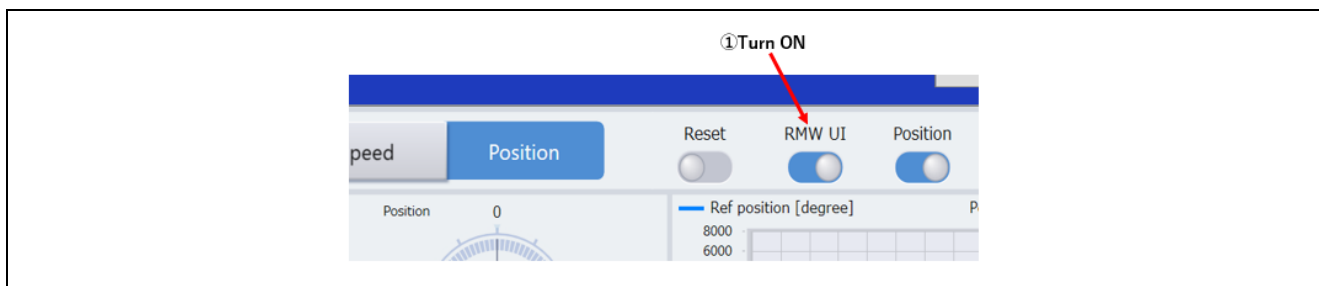 ①Turn ON
Reset RMW UI Position
peed Position
Position 0
Ref position [degree]
8000
6000